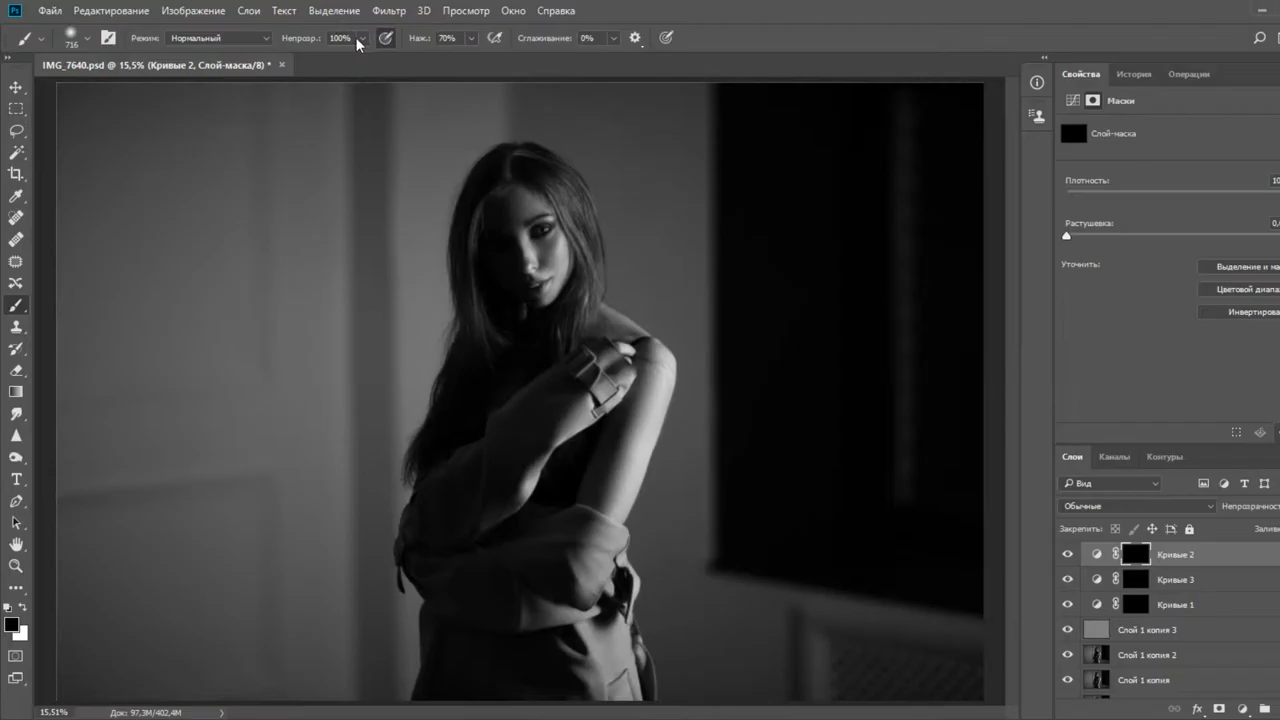 Ps Файл Редактирование Изображение Слои Текст Выделение Фильтр 3D Просмотр Окно Справка
716 Режим: Нормальный Непрозр.: 100% Наж.: 70% Сглаживание: 0%
IMG_7640.psd @ 15,5% (Кривые 2, Слой-маска/8) * ×
Свойства История Операции
Маски
Слой-маска
Плотность: 10
Растушевка: 0,
Уточнить: Выделение и ма
Цветовой диапа
Инвертирова
Слои Каналы Контуры
Вид
Обычные Непрозрачност
Закрепить: Залив
Кривые 2
Кривые 3
Кривые 1
Слой 1 копия 3
Слой 1 копия 2
Слой 1 копия
15,51% Док: 97,3M/402,4M